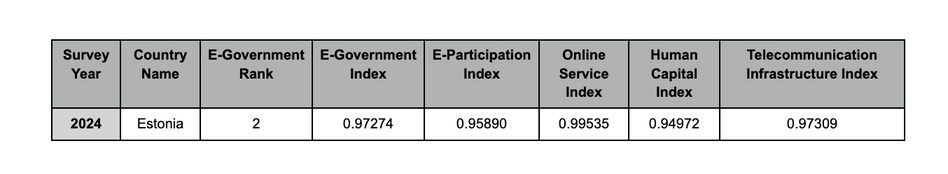 Survey Year	Country Name	E-Government Rank	E-Government Index	E-Participation Index	Online Service Index	Human Capital Index	Telecommunication Infrastructure Index
2024	Estonia	2	0.97274	0.95890	0.99535	0.94972	0.97309